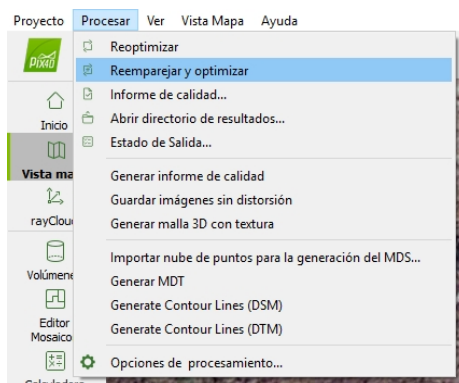 Proyecto Procesar Ver Vista Mapa Ayuda
PIX4D
Inicio
Vista ma
rayClou
Volúmene
Editor
Mosaico
Reoptimizar
Reemparejar y optimizar
Informe de calidad...
Abrir directorio de resultados...
Estado de Salida...
Generar informe de calidad
Guardar imágenes sin distorsión
Generar malla 3D con textura
Importar nube de puntos para la generación del MDS...
Generar MDT
Generate Contour Lines (DSM)
Generate Contour Lines (DTM)
Opciones de procesamiento...